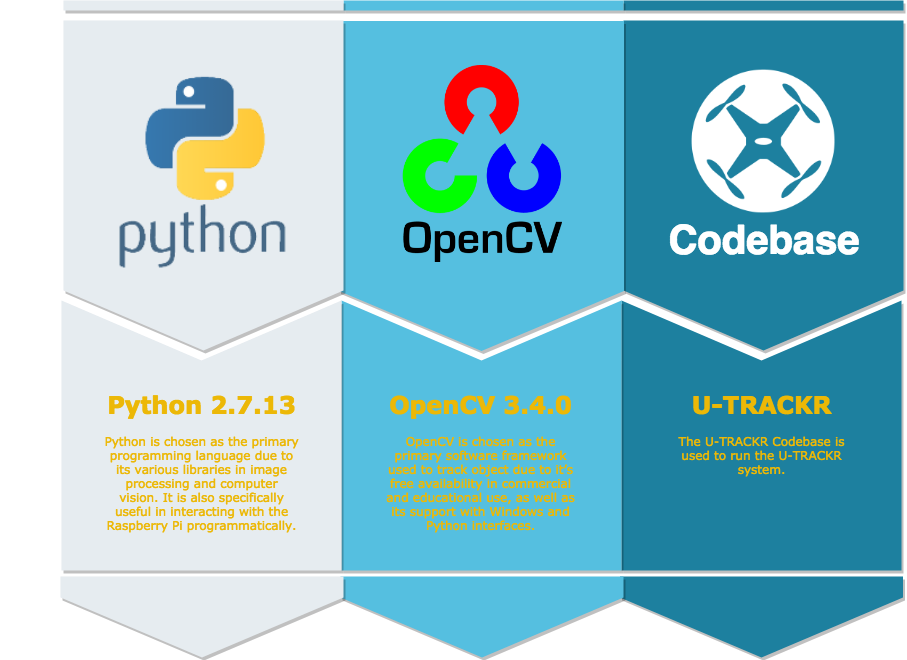 python
OpenCV
Codebase
Python 2.7.13
Python is chosen as the primary
programming language due to
its various libraries in image
processing and computer
vision. It is also specifically
useful in interacting with the
Raspberry Pi programmatically.
OpenCV 3.4.0
OpenCV is chosen as the
primary software framework
used to track object due to it's
free availability in commercial
and educational use, as well as
its support with Windows and
Python interfaces.
U-TRACKR
The U-TRACKR Codebase is
used to run the U-TRACKR
system.